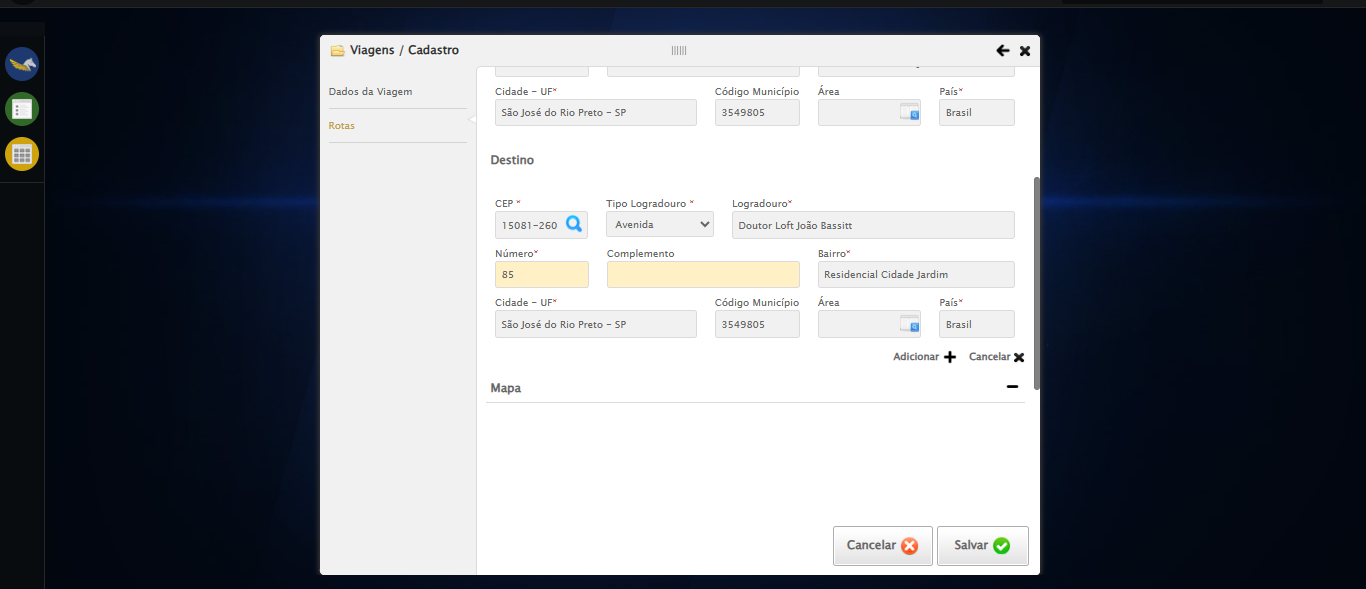 Viagens / Cadastro
Dados da Viagem
Rotas
Cidade - UF* Código Município Área País*
São José do Rio Preto - SP 3549805 Brasil
Destino
CEP * Tipo Logradouro * Logradouro*
15081-260 Avenida Doutor Loft João Bassitt
Número* Complemento Bairro*
85 Residencial Cidade Jardim
Cidade - UF* Código Município Área País*
São José do Rio Preto - SP 3549805 Brasil
Adicionar Cancelar
Mapa
Cancelar Salvar